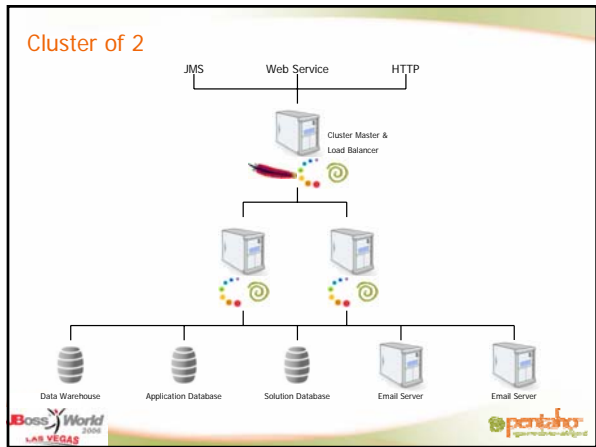 Cluster of 2
JMS
Web Service
HTTP
Cluster Master &
Load Balancer
Data Warehouse
Application Database
Solution Database
Email Server
Email Server
JBoss World
2006
LAS VEGAS
pentaho